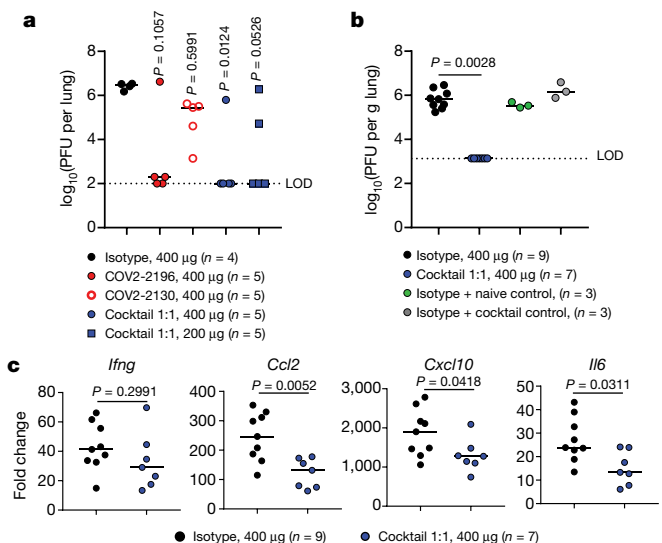 a
log10(PFU per lung)
8
6
4
2
0
P = 0.1057
P = 0.5991
P = 0.0124
P = 0.0526
LOD
Isotype, 400 μg (n = 4)
COV2-2196, 400 μg (n = 5)
COV2-2130, 400 μg (n = 5)
Cocktail 1:1, 400 μg (n = 5)
Cocktail 1:1, 200 μg (n = 5)
b
log10(PFU per g lung)
8
6
4
2
0
P = 0.0028
LOD
Isotype, 400 μg (n = 9)
Cocktail 1:1, 400 μg (n = 7)
Isotype + naive control, (n = 3)
Isotype + cocktail control, (n = 3)
c
Fold change
Ifng
P = 0.2991
80
60
40
20
0
Ccl2
P = 0.0052
400
300
200
100
0
Cxcl10
P = 0.0418
3,000
2,000
1,000
0
Il6
P = 0.0311
50
40
30
20
10
0
Isotype, 400 μg (n = 9)
Cocktail 1:1, 400 μg (n = 7)